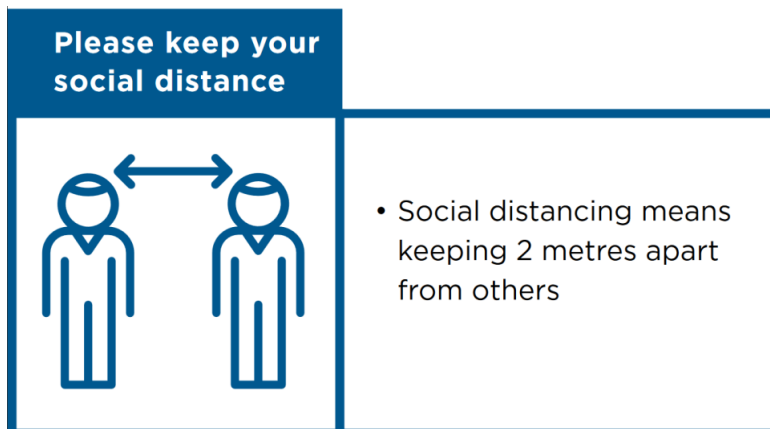 Please keep your
social distance
• Social distancing means
keeping 2 metres apart
from others